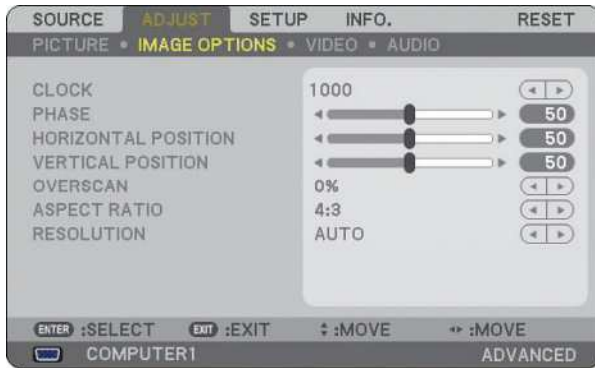 SOURCE ADJUST SETUP INFO. RESET
PICTURE • IMAGE OPTIONS • VIDEO • AUDIO
CLOCK 1000
PHASE 50
HORIZONTAL POSITION 50
VERTICAL POSITION 50
OVERSCAN 0%
ASPECT RATIO 4:3
RESOLUTION AUTO
ENTER :SELECT EXIT :EXIT :MOVE :MOVE
COMPUTER1 ADVANCED